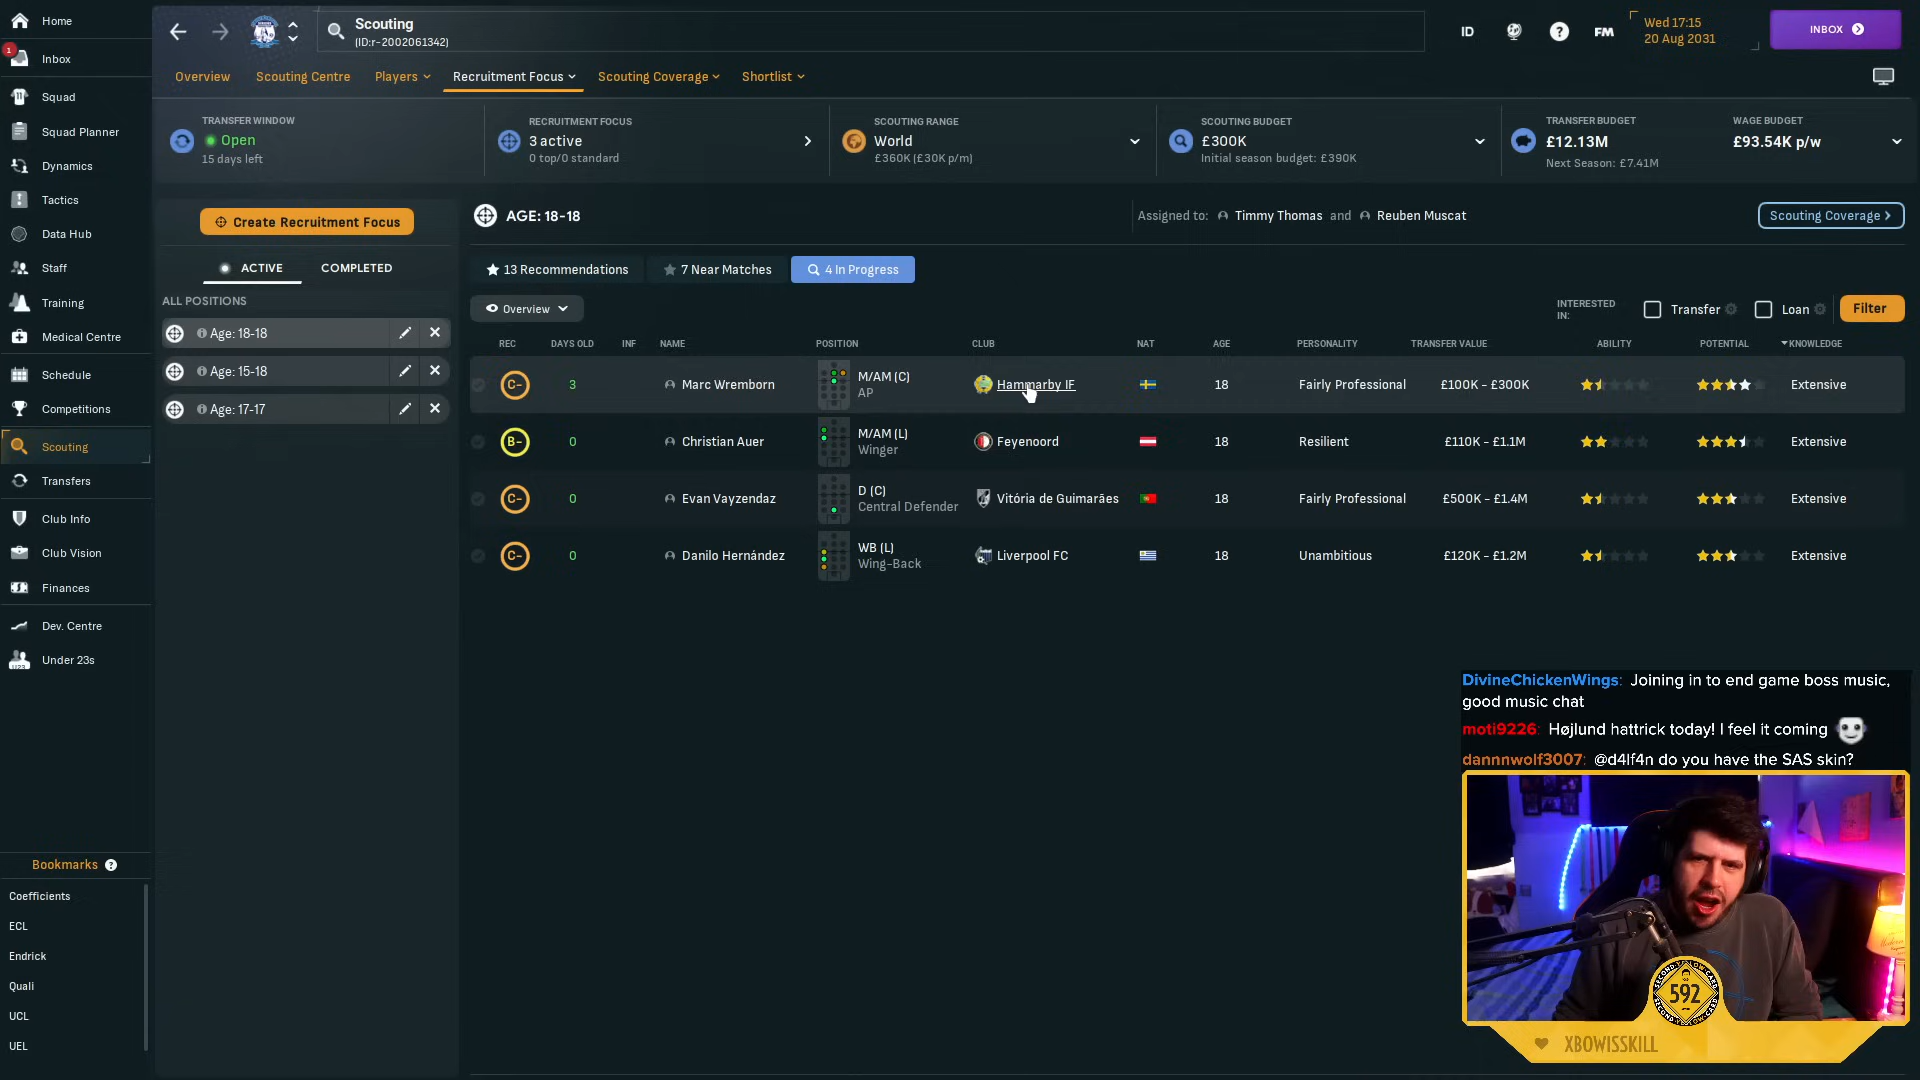 Home
1
Inbox
Squad
Squad Planner
Dynamics
Tactics
Data Hub
Staff
Training
Medical Centre
Schedule
Competitions
Scouting
Transfers
Club Info
Club Vision
Finances
Dev. Centre
Under 23s
Bookmarks ?
Coefficients
ECL
Endrick
Quali
UCL
UEL
Scouting
(ID:r-2002061342)
ID
?
FM
Wed 17:15
20 Aug 2031
INBOX
Overview
Scouting Centre
Players
Recruitment Focus
Scouting Coverage
Shortlist
TRANSFER WINDOW
Open
15 days left
RECRUITMENT FOCUS
3 active
0 top/0 standard
SCOUTING RANGE
World
£360K (£30K p/m)
SCOUTING BUDGET
£300K
Initial season budget: £390K
TRANSFER BUDGET
£12.13M
Next Season: £7.41M
WAGE BUDGET
£93.54K p/w
Create Recruitment Focus
ACTIVE
COMPLETED
ALL POSITIONS
Age: 18-18
Age: 15-18
Age: 17-17
AGE: 18-18
Assigned to: Timmy Thomas and Reuben Muscat
Scouting Coverage >
13 Recommendations
7 Near Matches
4 In Progress
Overview
INTERESTED IN:
Transfer
Loan
Filter
REC DAYS OLD INF NAME POSITION CLUB NAT AGE PERSONALITY TRANSFER VALUE ABILITY POTENTIAL KNOWLEDGE
C- 3 Marc Wremborn M/AM (C) AP Hammarby IF 18 Fairly Professional £100K - £300K Extensive
B- 0 Christian Auer M/AM (L) Winger Feyenoord 18 Resilient £110K - £1.1M Extensive
C- 0 Evan Vayzendaz D (C) Central Defender Vitória de Guimarães 18 Fairly Professional £500K - £1.4M Extensive
C- 0 Danilo Hernández WB (L) Wing-Back Liverpool FC 18 Unambitious £120K - £1.2M Extensive
DivineChickenWings: Joining in to end game boss music,
good music chat
moti9226: Højlund hattrick today! I feel it coming
dannnwolf3007: @d4lf4n do you have the SAS skin?
SECOND YELLOW CARD
592
XBOWISSKILL